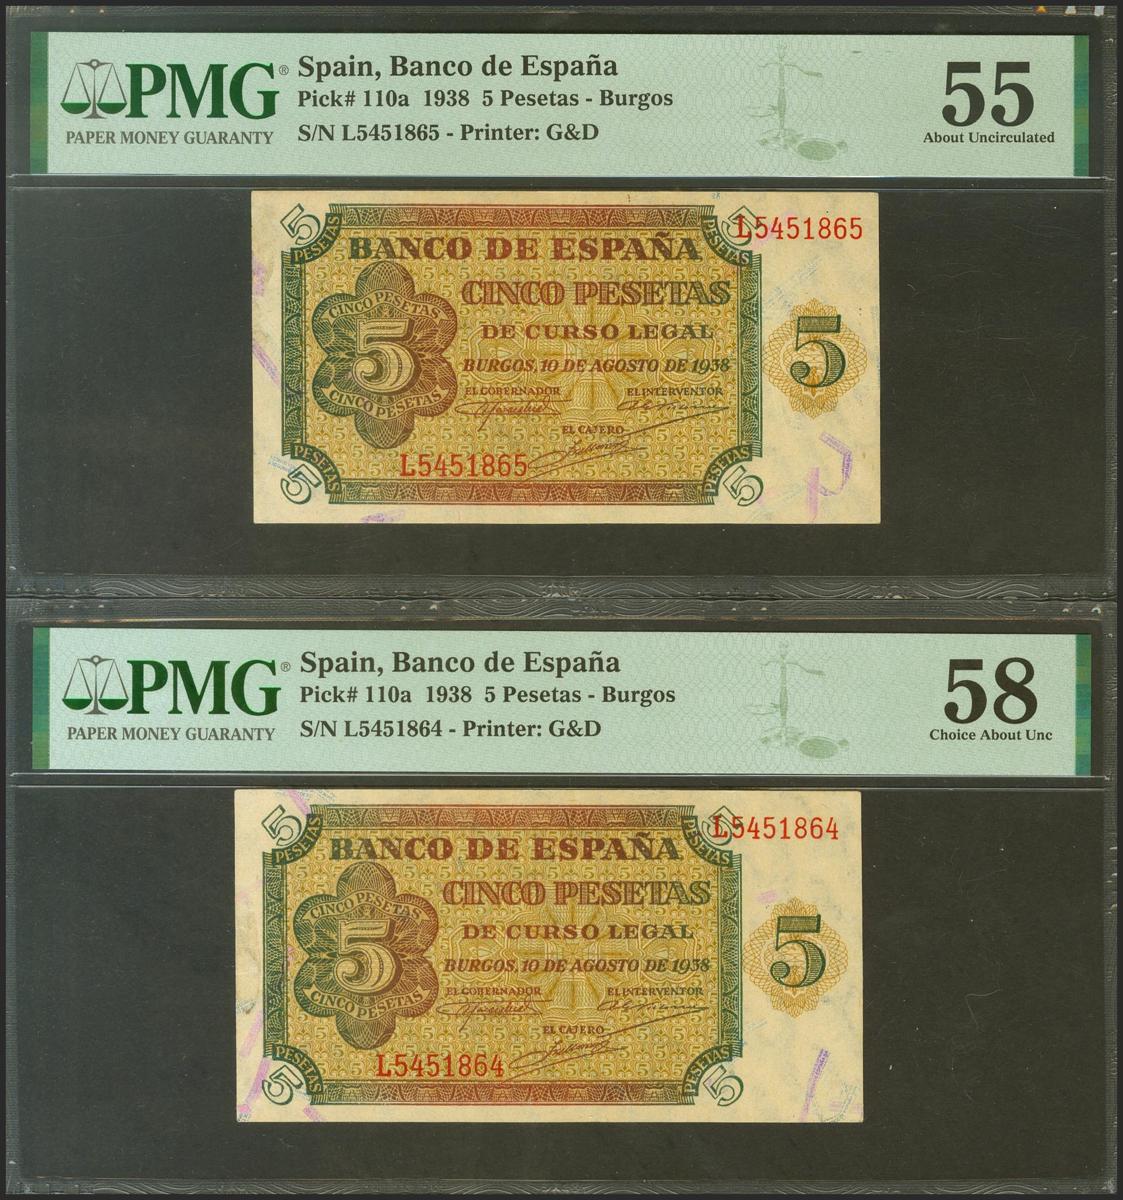 PMG®
PAPER MONEY GUARANTY
Spain, Banco de España
Pick# 110a 1938 5 Pesetas - Burgos
S/N L5451865 - Printer: G&D
55
About Uncirculated
5
PESETAS
5
PESETAS
L5451865
BANCO DE ESPAÑA
CINCO PESETAS
DE CURSO LEGAL
BURGOS, 10 DE AGOSTO DE 1938
EL GOBERNADOR EL INTERVENTOR
EL CAJERO
CINCO PESETAS
5
CINCO PESETAS
5
L5451865
PESETAS
5
PESETAS
5
PMG®
PAPER MONEY GUARANTY
Spain, Banco de España
Pick# 110a 1938 5 Pesetas - Burgos
S/N L5451864 - Printer: G&D
58
Choice About Unc
5
PESETAS
5
PESETAS
L5451864
BANCO DE ESPAÑA
CINCO PESETAS
DE CURSO LEGAL
BURGOS, 10 DE AGOSTO DE 1938
EL GOBERNADOR EL INTERVENTOR
EL CAJERO
CINCO PESETAS
5
CINCO PESETAS
5
L5451864
PESETAS
5
PESETAS
5